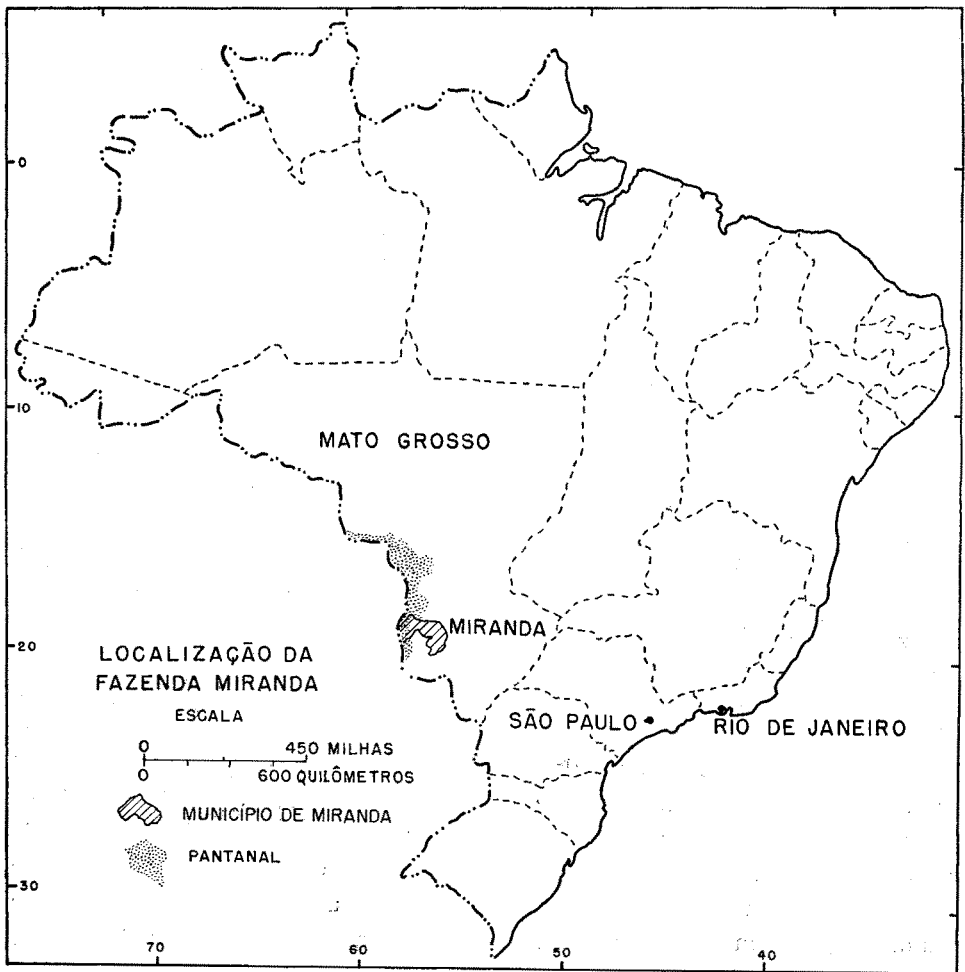 0
10
MATO GROSSO
MIRANDA
20
LOCALIZAÇÃO DA
FAZENDA MIRANDA
ESCALA
SÃO PAULO
RIO DE JANEIRO
0 450 MILHAS
0 600 QUILÔMETROS
MUNICÍPIO DE MIRANDA
PANTANAL
30
70 60 50 40